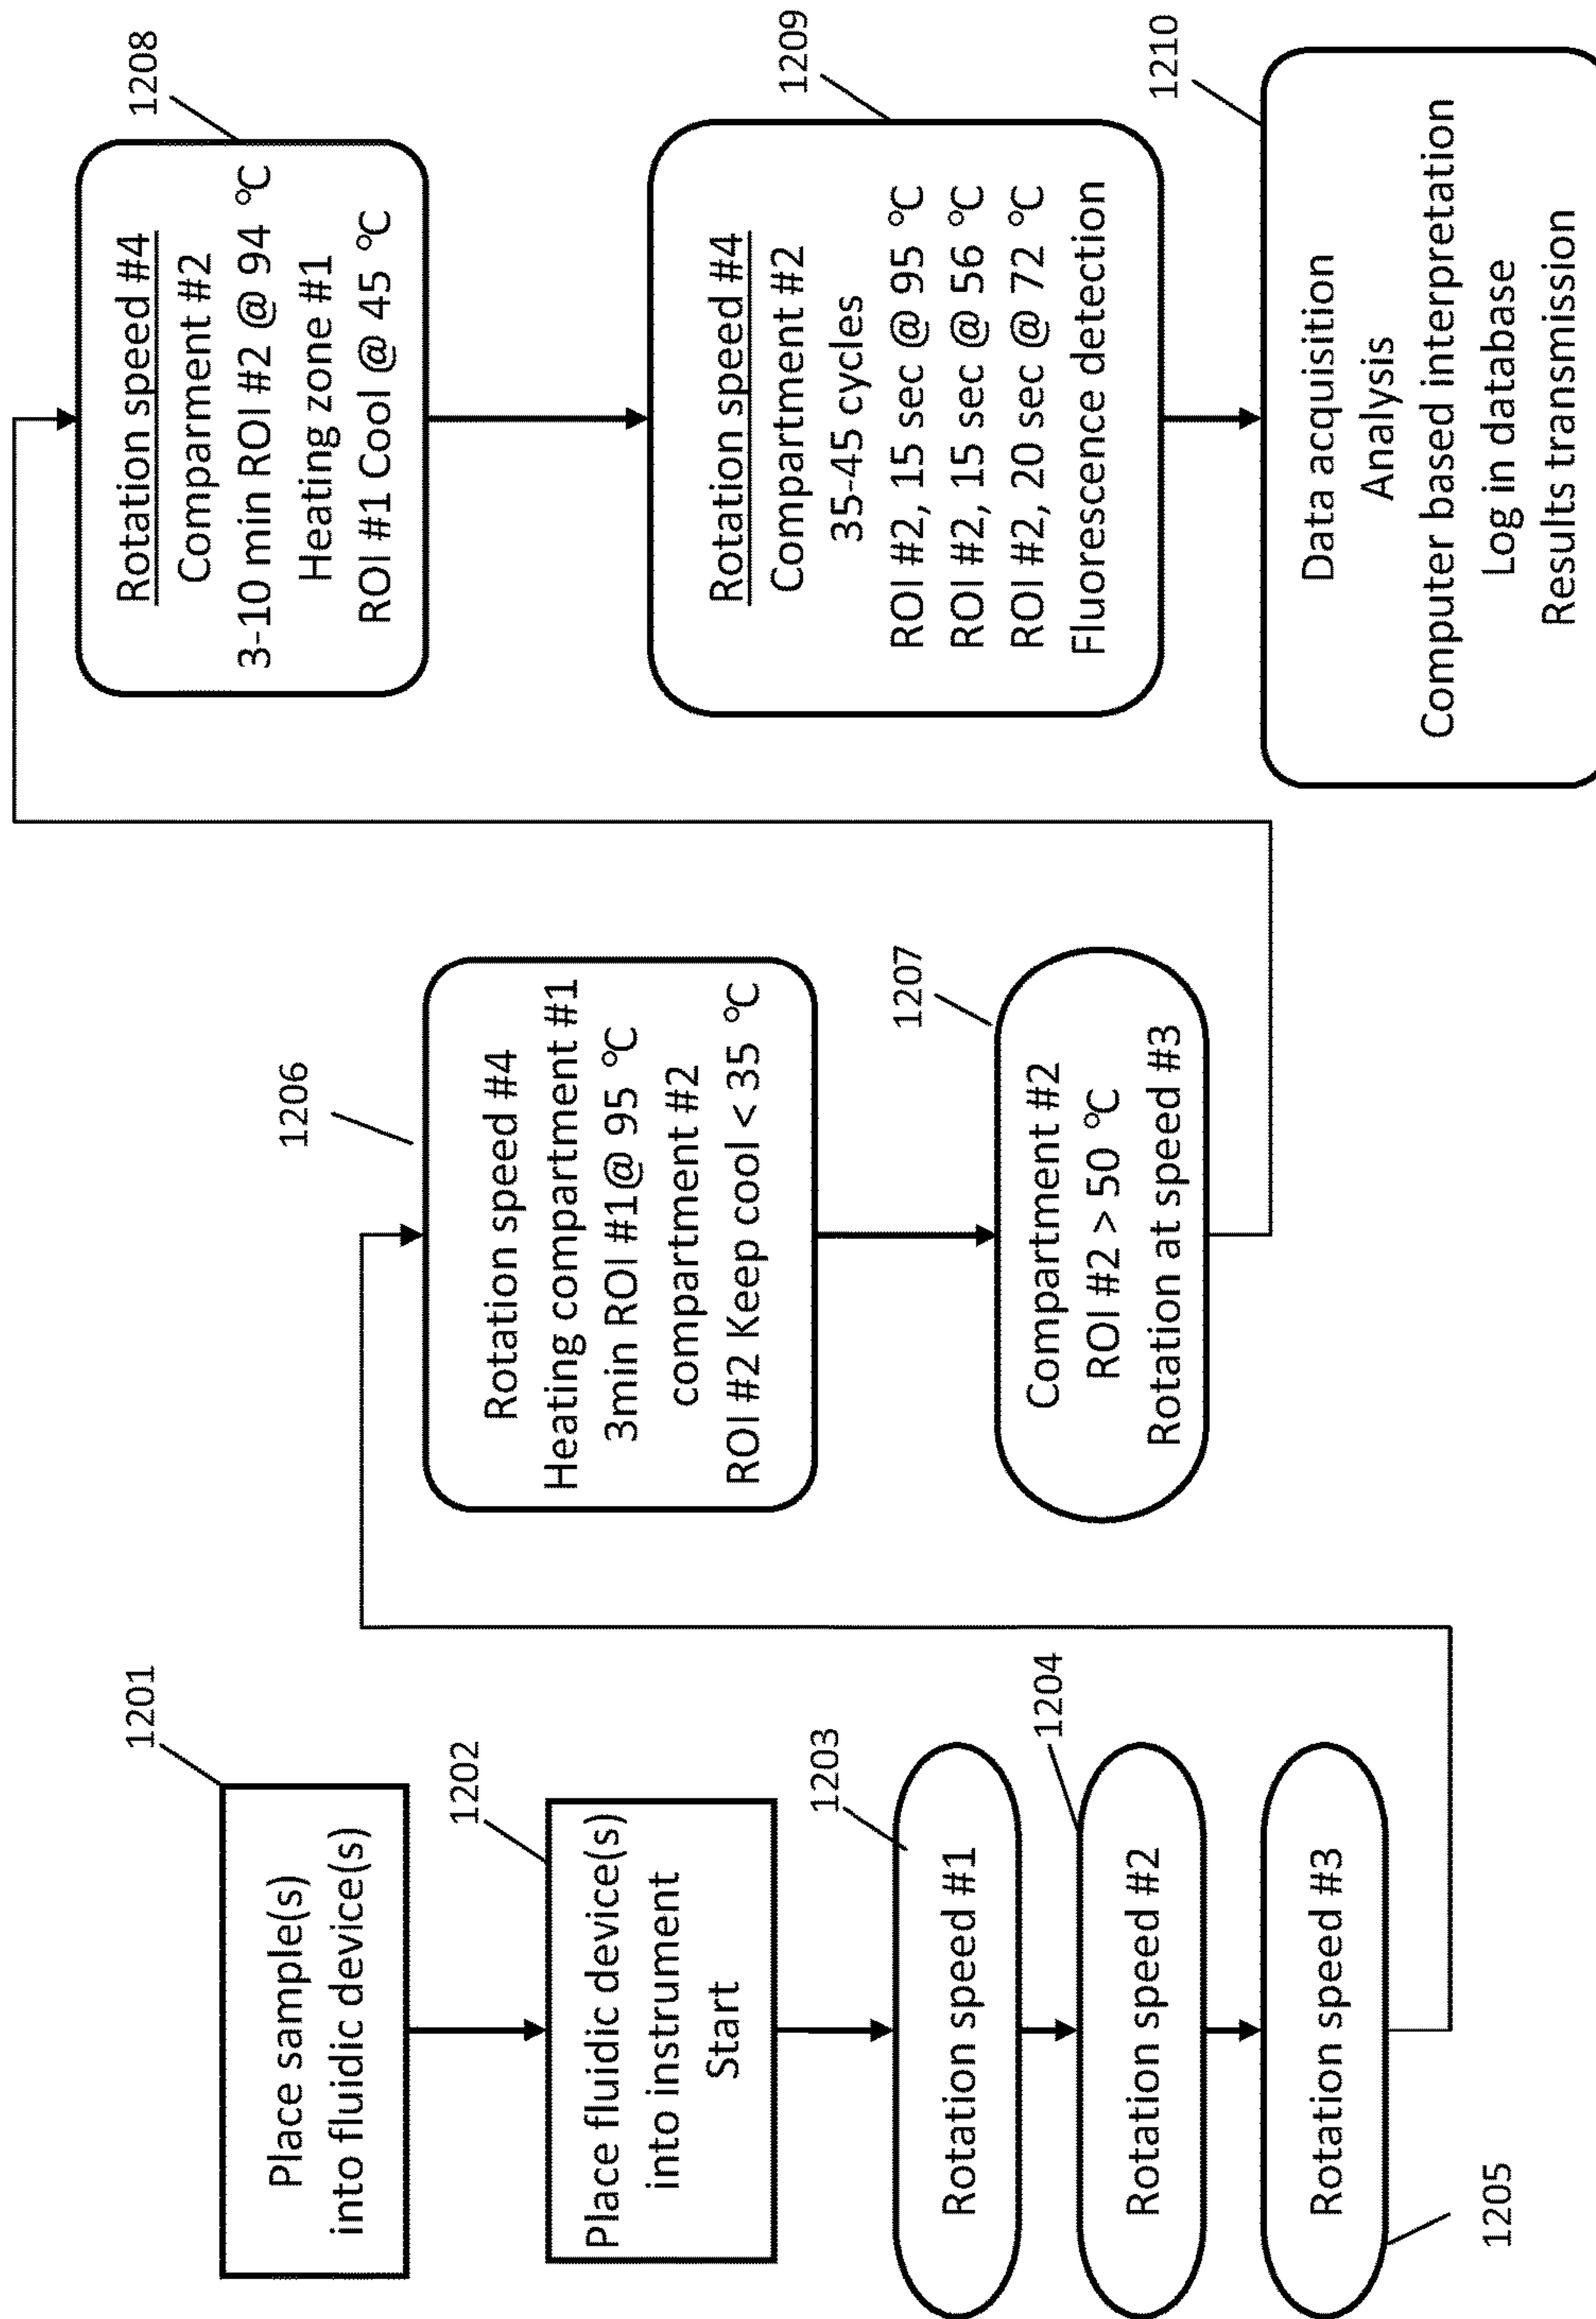 1201
Place sample(s)
into fluidic device(s)
1202
Place fluidic device(s)
into instrument
Start
1203
Rotation speed #1
1204
Rotation speed #2
Rotation speed #3
1205
1206
Rotation speed #4
Heating compartment #1
3min ROI #1@ 95 °C
compartment #2
ROI #2 Keep cool < 35 °C
1207
Compartment #2
ROI #2 > 50 °C
Rotation at speed #3
1208
Rotation speed #4
Comparment #2
3-10 min ROI #2 @ 94 °C
Heating zone #1
ROI #1 Cool @ 45 °C
1209
Rotation speed #4
Compartment #2
35-45 cycles
ROI #2, 15 sec @ 95 °C
ROI #2, 15 sec @ 56 °C
ROI #2, 20 sec @ 72 °C
Fluorescence detection
1210
Data acquisition
Analysis
Computer based interpretation
Log in database
Results transmission